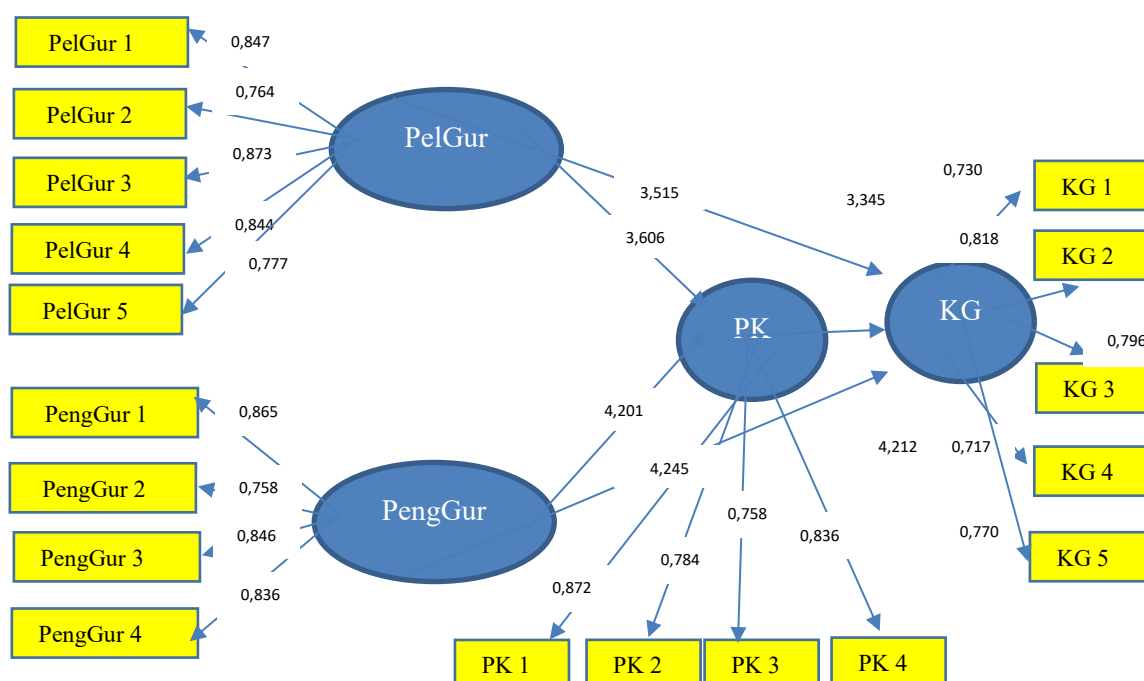 PelGur 1
0,847
PelGur 2
0,764
PelGur
PelGur 3
0,873
PelGur 4
0,844
PelGur 5
0,777
3,515
3,606
3,345
0,730
KG 1
0,818
KG 2
KG
PK
0,796
KG 3
PengGur 1
0,865
4,201
PengGur 2
0,758
4,245
4,212
0,717
KG 4
PengGur
PengGur 3
0,846
0,758
0,836
0,770
KG 5
PengGur 4
0,836
0,872
0,784
PK 1
PK 2
PK 3
PK 4